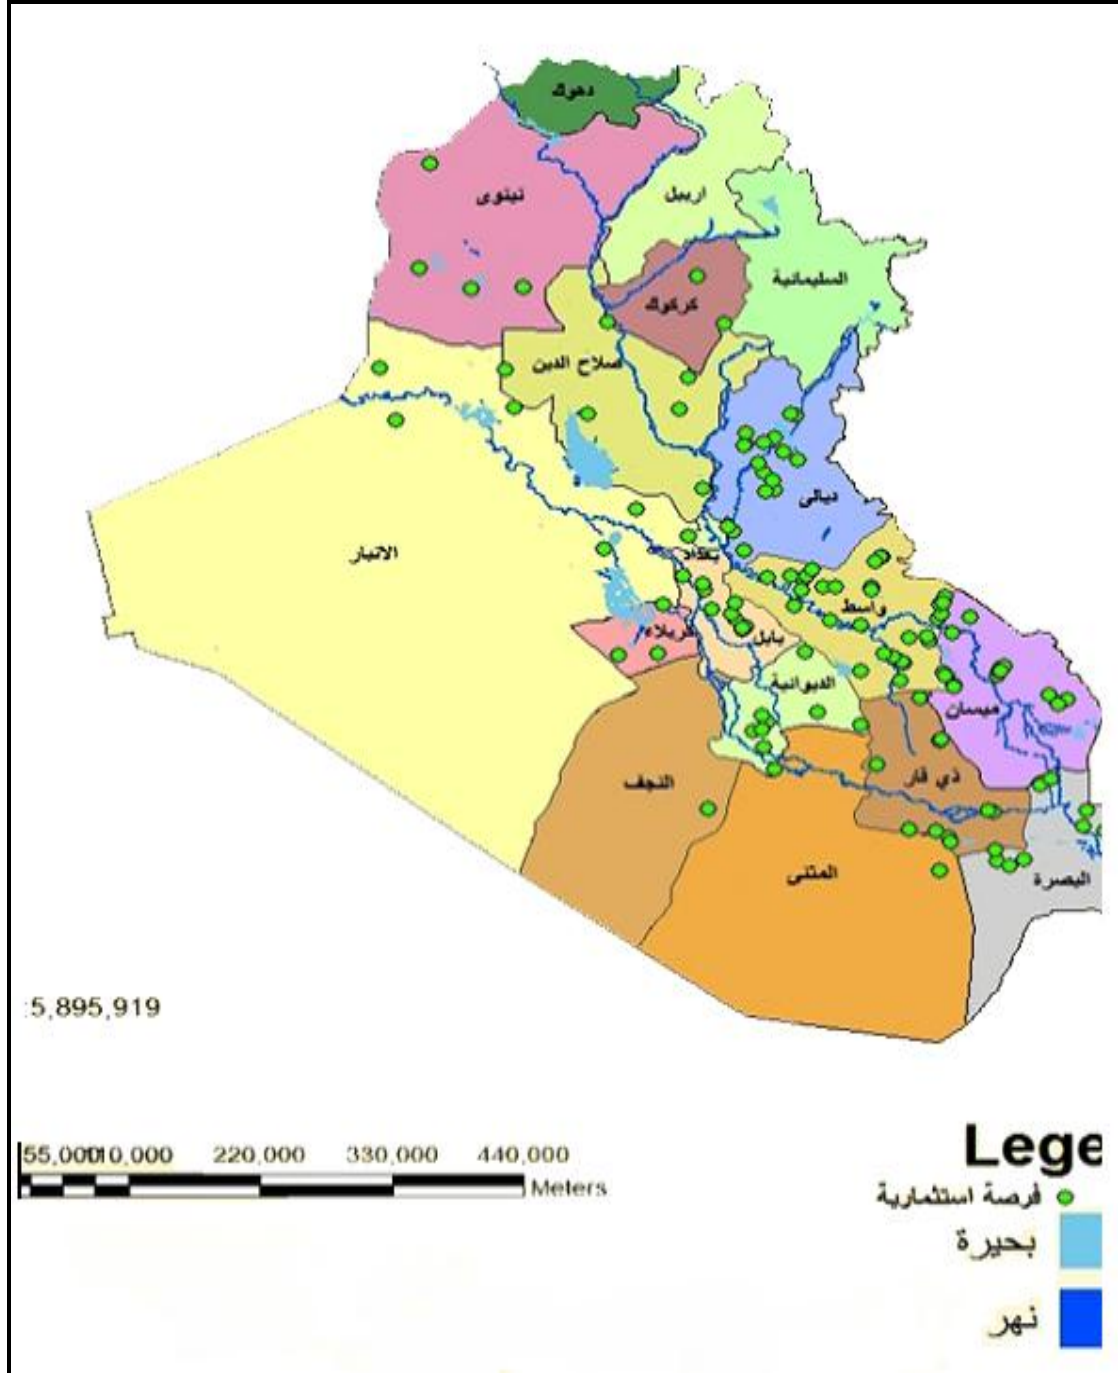 دهوك
نينوى
اربيل
السليمانية
كركوك
صلاح الدين
ديالى
الانبار
بغداد
واسط
كربلاء
بابل
الديوانية
ميسان
النجف
ذي قار
المثنى
البصرة
:5,895,919
55,000 110,000 220,000 330,000 440,000
Meters
Lege
فرصة استثمارية
بحيرة
نهر